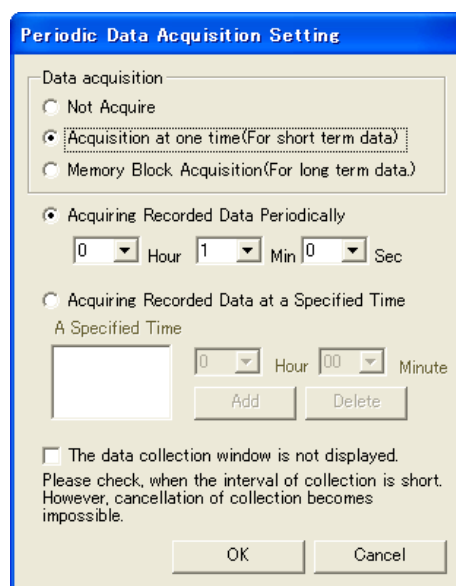 Periodic Data Acquisition Setting
Data acquisition
Not Acquire
Acquisition at one time(For short term data)
Memory Block Acquisition(For long term data.)
Acquiring Recorded Data Periodically
0 Hour 1 Min 0 Sec
Acquiring Recorded Data at a Specified Time
A Specified Time
0 Hour 00 Minute
Add Delete
The data collection window is not displayed.
Please check, when the interval of collection is short.
However, cancellation of collection becomes
impossible.
OK Cancel